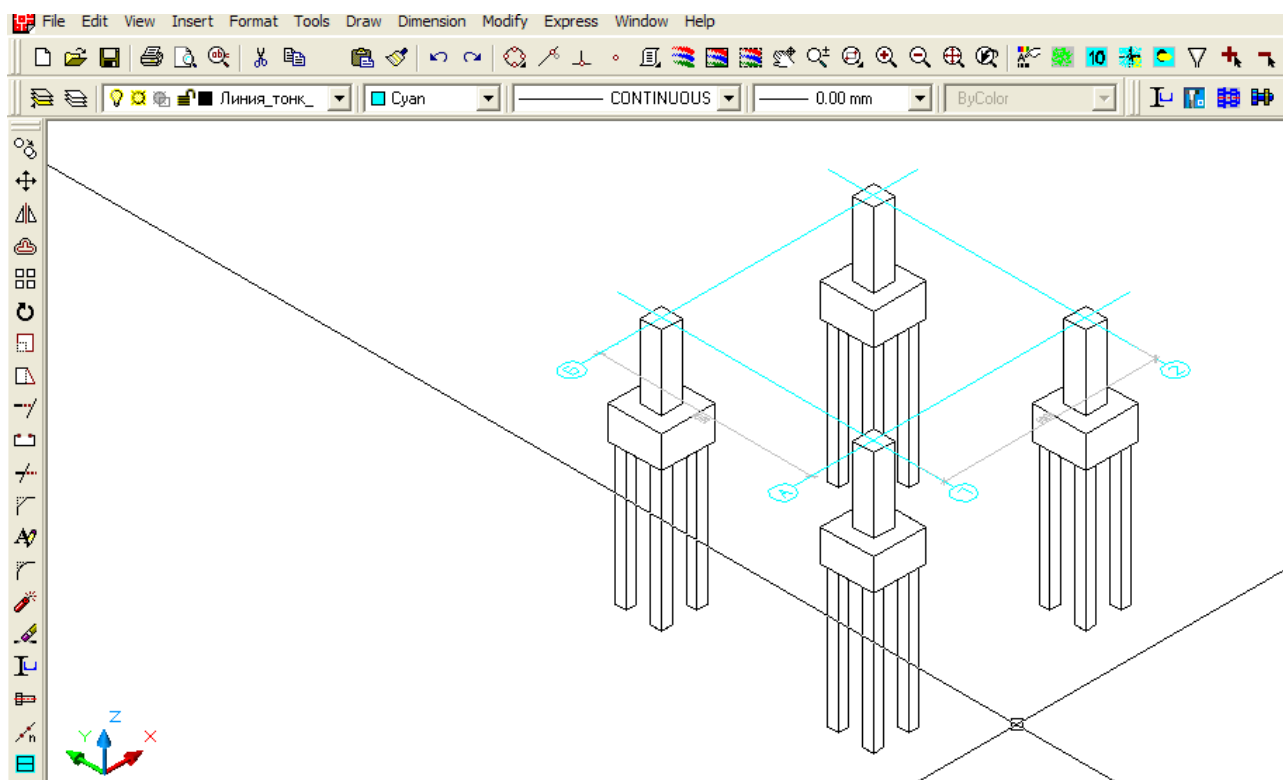 File Edit View Insert Format Tools Draw Dimension Modify Express Window Help
10
Линия_тонк_ Cyan CONTINUOUS 0.00 mm ByColor
Б 2
А 1
Z
Y X
n